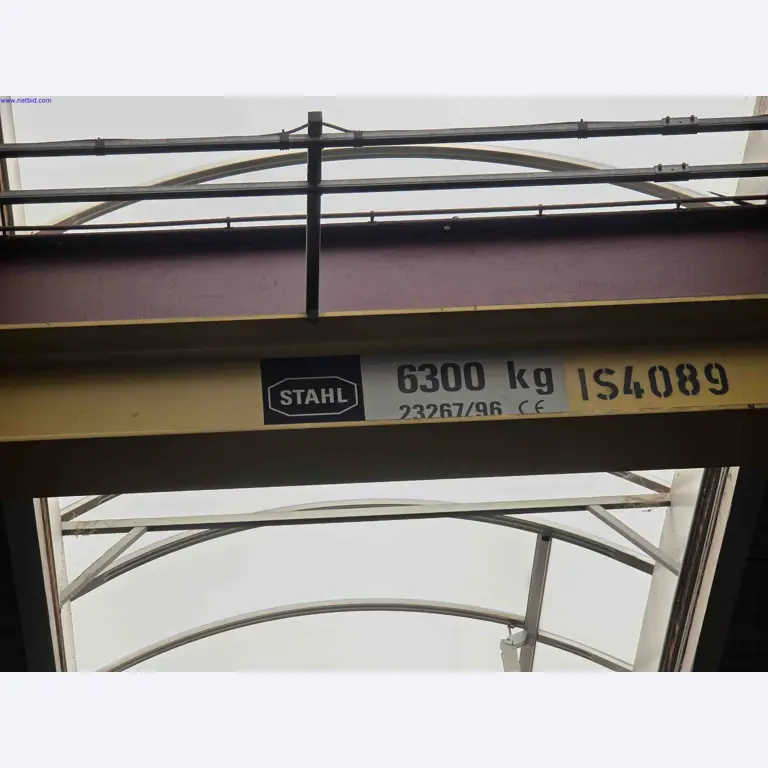 www.netbid.com
STAHL 6300 kg IS4089
23267/96 CE